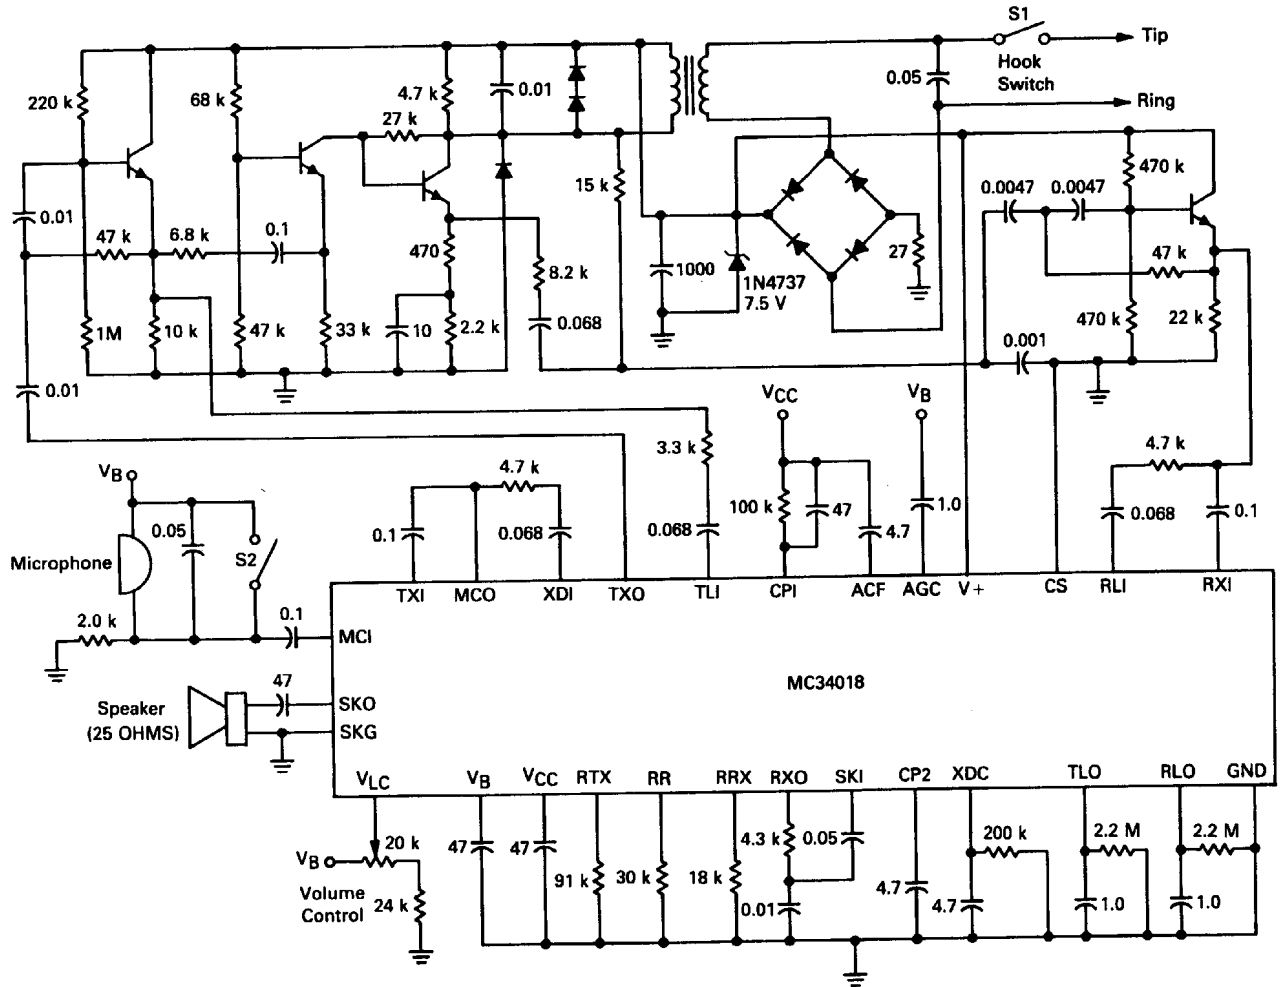 S1
Tip
Hook
Switch
0.05
Ring
220 k
68 k
4.7 k
0.01
27 k
15 k
470 k
0.0047
0.0047
0.01
47 k
6.8 k
0.1
470
8.2 k
1000
1N4737
7.5 V
27
47 k
1M
10 k
47 k
33 k
10
2.2 k
0.068
470 k
22 k
0.001
0.01
VCC
VB
3.3 k
4.7 k
VB
4.7 k
100 k
47
1.0
0.05
0.1
0.068
0.068
4.7
0.068
0.1
Microphone
S2
TXI
MCO
XDI
TXO
TLI
CPI
ACF
AGC
V+
CS
RLI
RXI
2.0 k
0.1
MCI
MC34018
47
SKO
Speaker
(25 OHMS)
SKG
VLC
VB
VCC
RTX
RR
RRX
RXO
SKI
CP2
XDC
TLO
RLO
GND
20 k
VB
47
47
4.3 k
0.05
200 k
2.2 M
2.2 M
Volume
Control
24 k
91 k
30 k
18 k
0.01
4.7
4.7
1.0
1.0